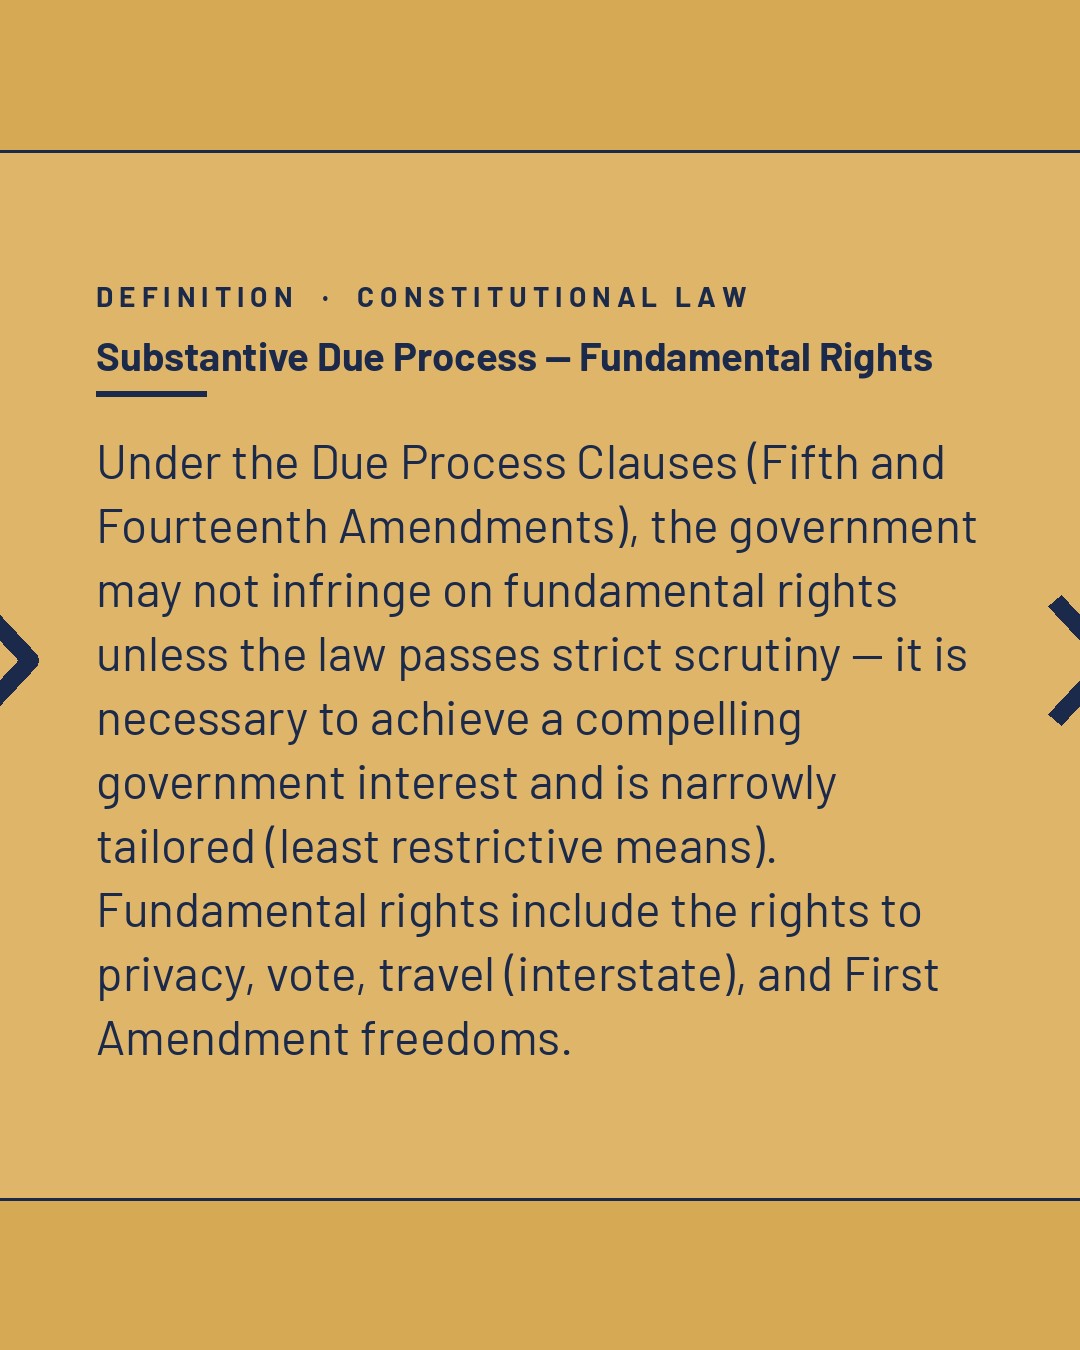 DEFINITION · CONSTITUTIONAL LAW
Substantive Due Process — Fundamental Rights
Under the Due Process Clauses (Fifth and
Fourteenth Amendments), the government
may not infringe on fundamental rights
unless the law passes strict scrutiny — it is
necessary to achieve a compelling
government interest and is narrowly
tailored (least restrictive means).
Fundamental rights include the rights to
privacy, vote, travel (interstate), and First
Amendment freedoms.